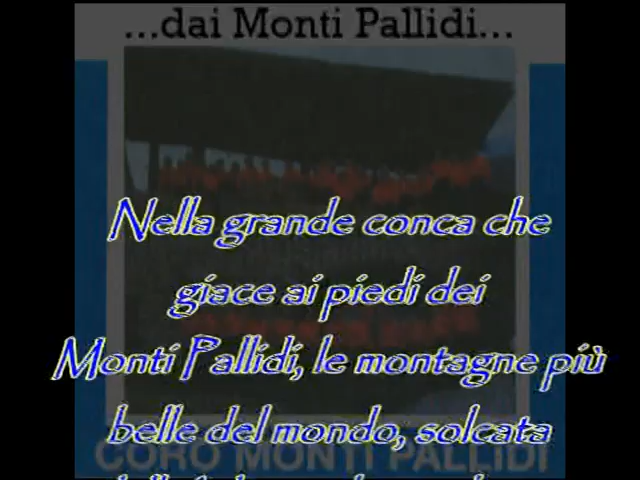 ...dai Monti Pallidi...
Nella grande conca che
giace ai piedi dei
Monti Pallidi, le montagne più
belle del mondo, solcata
CORO MONTI PALLIDI